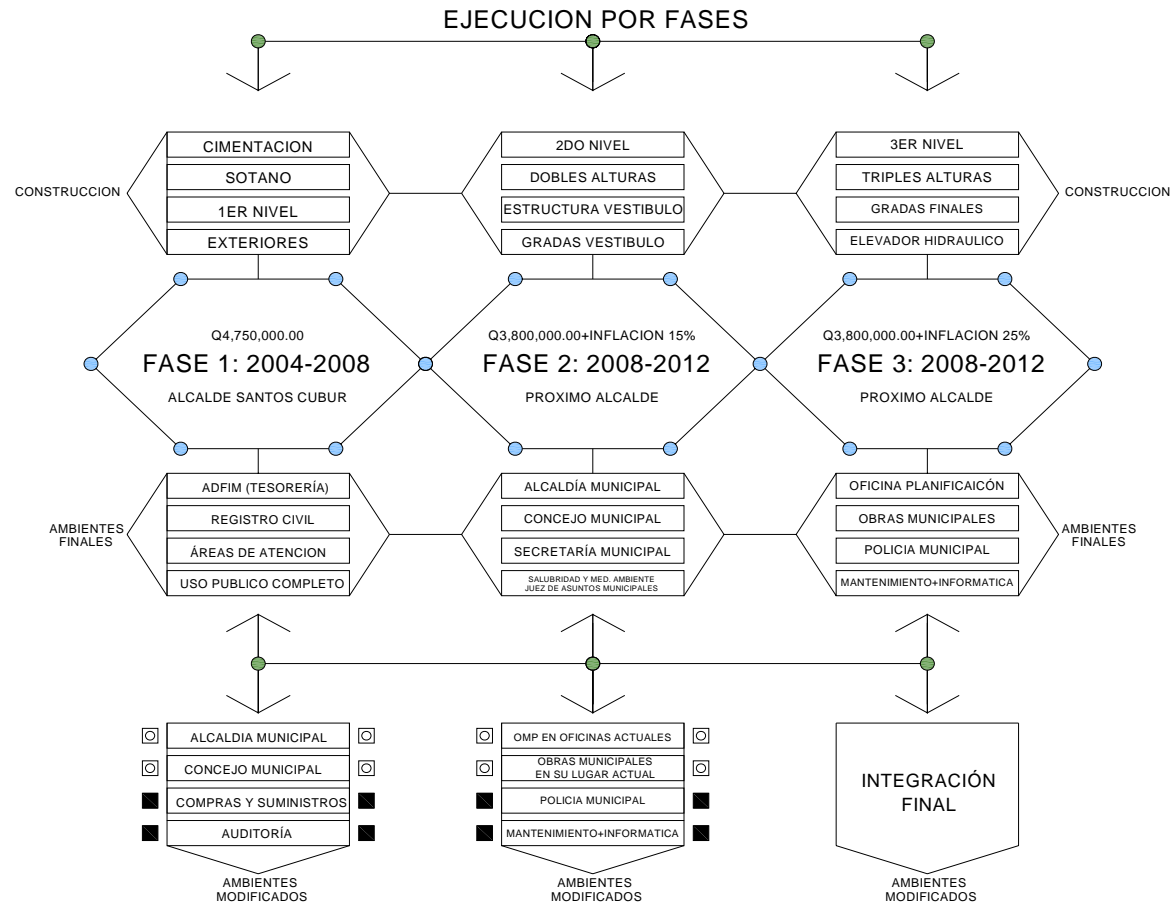 EJECUCION POR FASES
CONSTRUCCION
CIMENTACION
SOTANO
1ER NIVEL
EXTERIORES
2DO NIVEL
DOBLES ALTURAS
ESTRUCTURA VESTIBULO
GRADAS VESTIBULO
3ER NIVEL
TRIPLES ALTURAS
GRADAS FINALES
ELEVADOR HIDRAULICO
CONSTRUCCION
Q4,750,000.00
FASE 1: 2004-2008
ALCALDE SANTOS CUBUR
Q3,800,000.00+INFLACION 15%
FASE 2: 2008-2012
PROXIMO ALCALDE
Q3,800,000.00+INFLACION 25%
FASE 3: 2008-2012
PROXIMO ALCALDE
AMBIENTES
FINALES
ADFIM (TESORERÍA)
REGISTRO CIVIL
ÁREAS DE ATENCION
USO PUBLICO COMPLETO
ALCALDÍA MUNICIPAL
CONCEJO MUNICIPAL
SECRETARÍA MUNICIPAL
SALUBRIDAD Y MED. AMBIENTE
JUEZ DE ASUNTOS MUNICIPALES
OFICINA PLANIFICAICÓN
OBRAS MUNICIPALES
POLICIA MUNICIPAL
MANTENIMIENTO+INFORMATICA
AMBIENTES
FINALES
ALCALDIA MUNICIPAL
CONCEJO MUNICIPAL
COMPRAS Y SUMINISTROS
AUDITORÍA
AMBIENTES
MODIFICADOS
OMP EN OFICINAS ACTUALES
OBRAS MUNICIPALES
EN SU LUGAR ACTUAL
POLICIA MUNICIPAL
MANTENIMIENTO+INFORMATICA
AMBIENTES
MODIFICADOS
INTEGRACIÓN
FINAL
AMBIENTES
MODIFICADOS